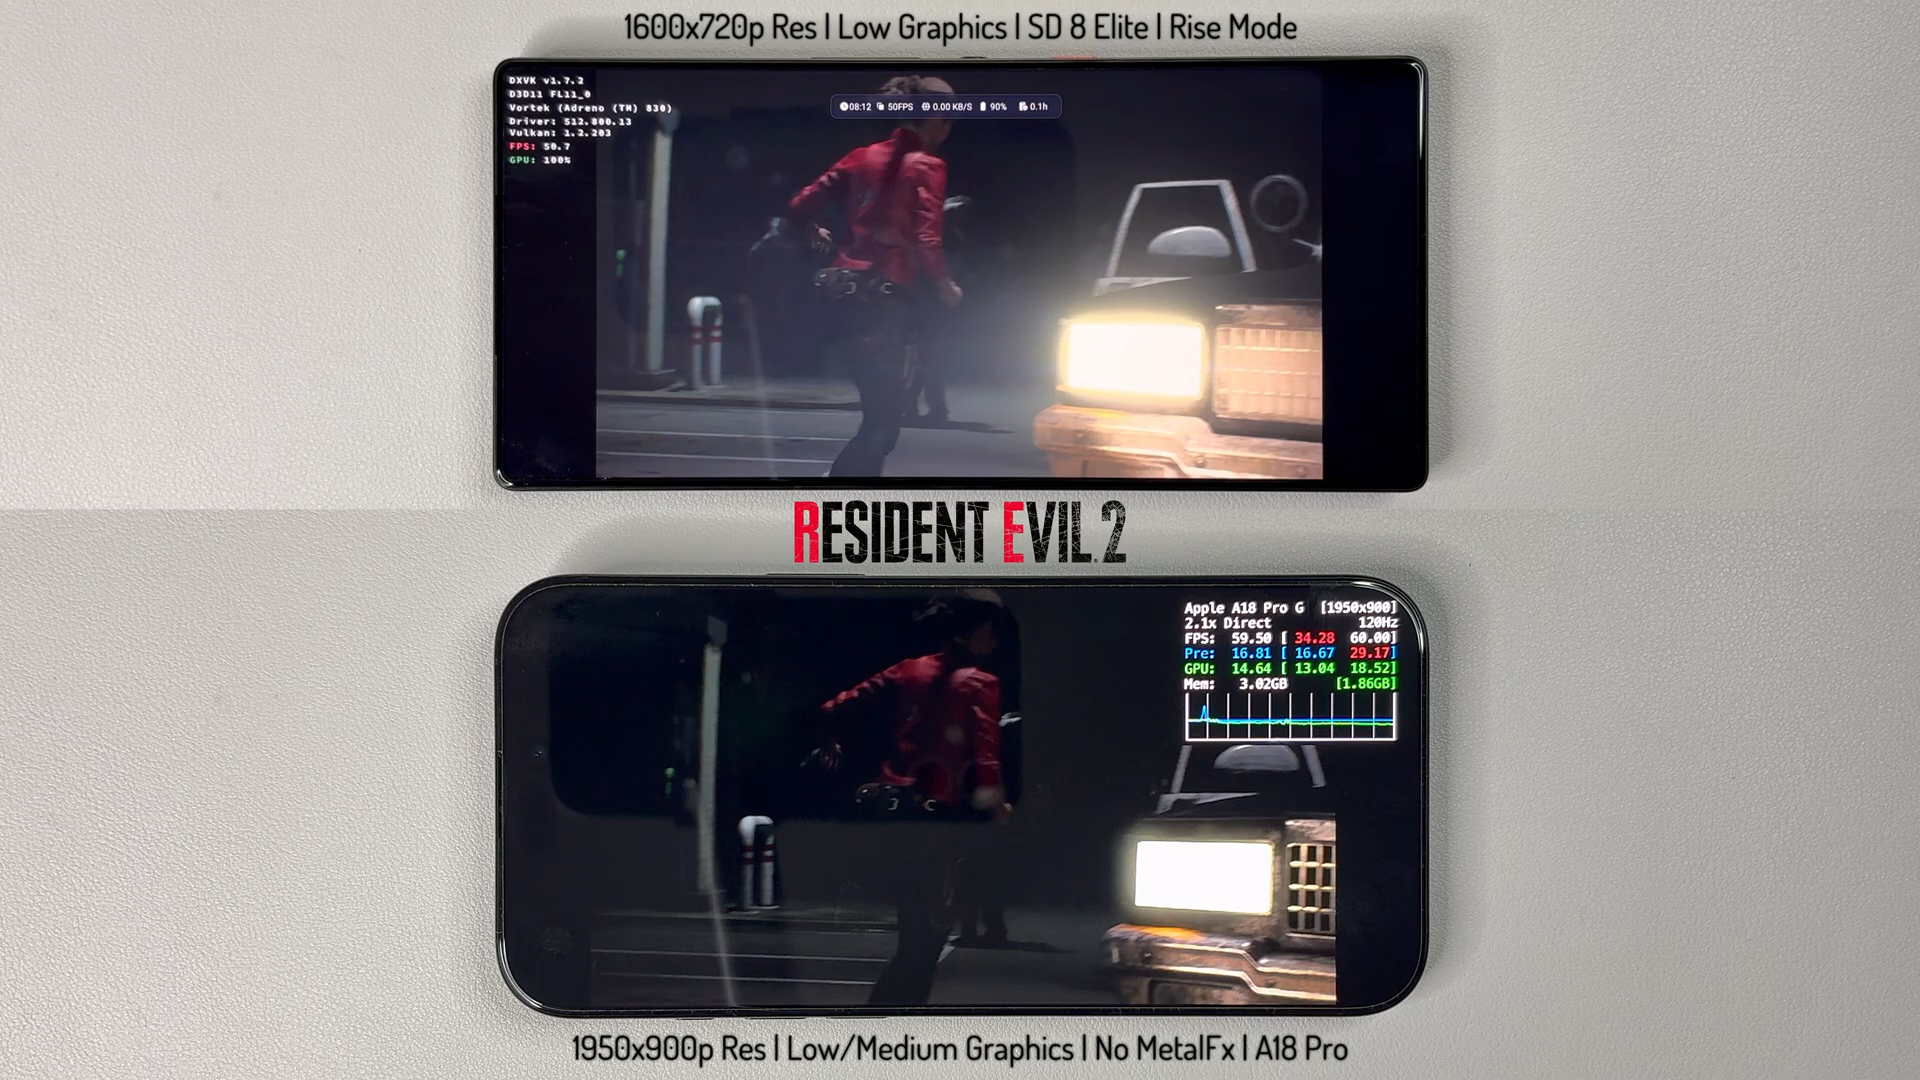 1600x720p Res | Low Graphics | SD 8 Elite | Rise Mode
DXVK v1.7.2
D3D11 FL11_0
Vortek (Adreno (TM) 830)
Driver: 512.800.13
Vulkan: 1.2.203
FPS: 50.7
GPU: 100%
08:12 50FPS 0.00 KB/S 90% 0.1h
RESIDENT EVIL 2
Apple A18 Pro G [1950x900]
2.1x Direct 120Hz
FPS: 59.50 [ 34.28 60.00]
Pre: 16.81 [ 16.67 29.17]
GPU: 14.64 [ 13.04 18.52]
Mem: 3.02GB [1.86GB]
1950x900p Res | Low/Medium Graphics | No MetalFx | A18 Pro